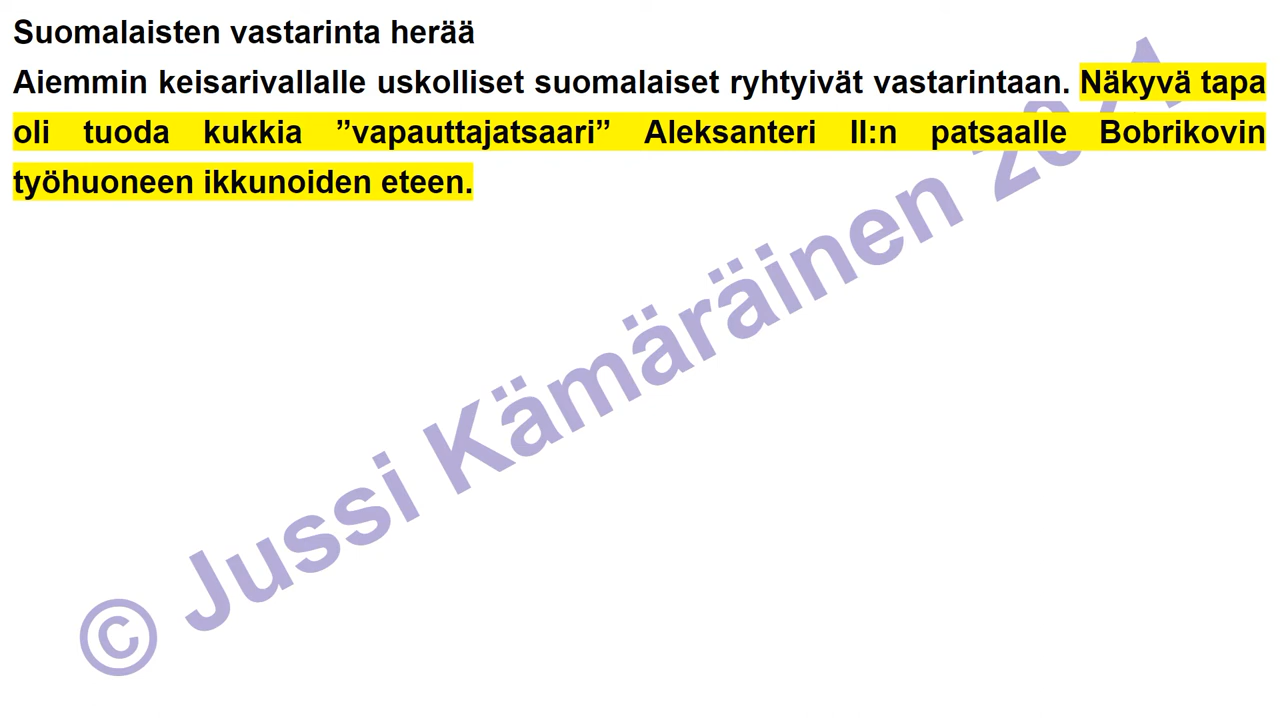 Suomalaisten vastarinta herää
Aiemmin keisarivallalle uskolliset suomalaiset ryhtyivät vastarintaan. Näkyvä tapa
oli tuoda kukkia ”vapauttajatsaari” Aleksanteri II:n patsaalle Bobrikovin
työhuoneen ikkunoiden eteen.
© Jussi Kämäräinen